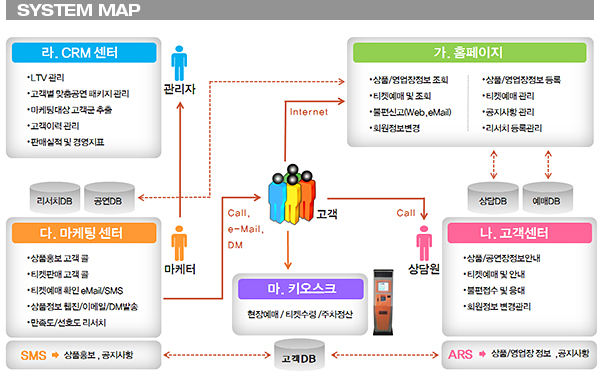 SYSTEM MAP
라. CRM 센터
•LTV 관리
•고객별 맞춤공연 패키지 관리
•마케팅대상 고객군 추출
•고객이력 관리
•판매실적 및 경영지표
관리자
가. 홈페이지
•상품/영업장정보 조회
•티켓예매 및 조회
•불편신고(Web,eMail)
•회원정보변경
•상품/영업장정보 등록
•티켓예매 관리
•공지사항 관리
•리서치 등록관리
Internet
리서치DB
공연DB
상담DB
예매DB
고객
Call,
e-Mail,
DM
Call
다. 마케팅 센터
•상품홍보 고객 콜
•티켓판매 고객 콜
•티켓예매 확인 eMail/SMS
•상품정보 웹진/이메일/DM발송
•만족도/선호도 리서치
마케터
마. 키오스크
현장예매 / 티켓수령 /주차정산
상담원
나. 고객센터
•상품/공연장정보안내
•티켓예매 및 안내
•불편접수 및 응대
•회원정보 변경관리
SMS 상품홍보 , 공지사항
고객DB
ARS 상품/영업장 정보 , 공지사항